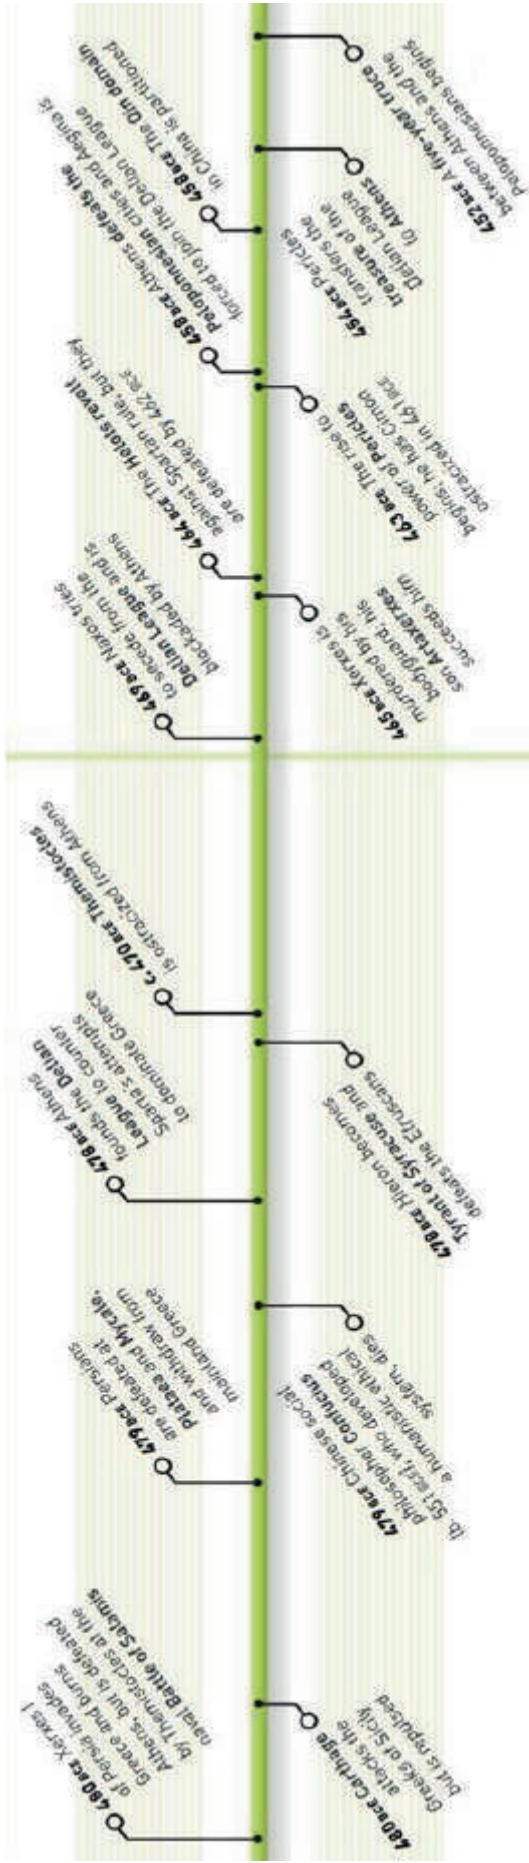 480 BCE Xerxes I
of Persia invades
Greece and burns
Athens, but is defeated
by Themistocles at the
naval Battle of Salamis
480 BCE Carthage
attacks the
Greeks of Sicily
but is repulsed
479 BCE Persians
are defeated at
Plataea and Mycale,
and withdraw from
mainland Greece
479 BCE Chinese social
philosopher Confucius
(b. 551 BCE), who developed
a humanistic ethical
system, dies
478 BCE Athens
founds the Delian
League to counter
Sparta's attempts
to dominate Greece
478 BCE Hieron becomes
Tyrant of Syracuse and
defeats the Etruscans
c. 470 BCE Themistocles
is ostracized from Athens
469 BCE Naxos tries
to secede from the
Delian League and is
blockaded by Athens
465 BCE Xerxes is
murdered by his
bodyguard, his
son Artaxerxes
succeeds him
464 BCE The Helots revolt
against Spartan rule, but they
are defeated by 462 BCE
463 BCE The rise to
power of Pericles
begins; he has Cimon
ostracized in 461 BCE
458 BCE Athens defeats the
Peloponnesian cities and Aegina is
forced to join the Delian League
458 BCE The Qin domain
in China is partitioned
454 BCE Pericles
transfers the
treasure of the
Delian League
to Athens
452 BCE A five-year truce
between Athens and the
Peloponnesians begins